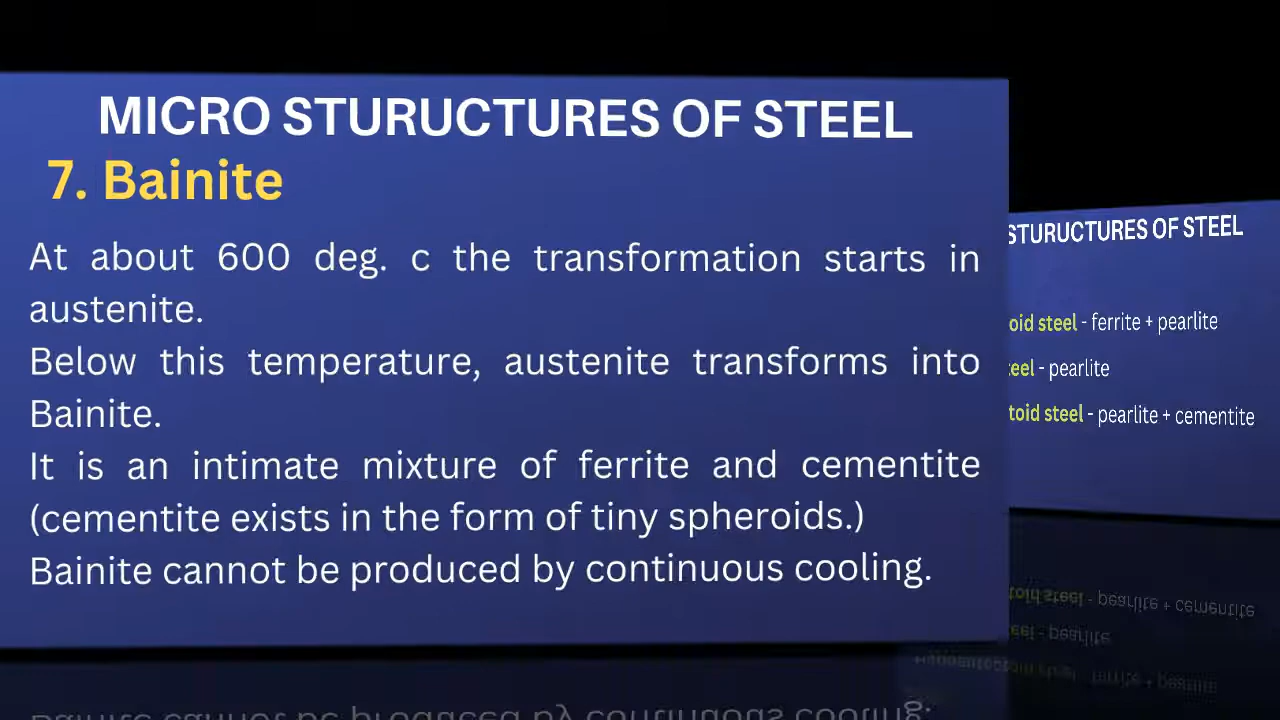 MICRO STURUCTURES OF STEEL
7. Bainite
At about 600 deg. c the transformation starts in
austenite.
Below this temperature, austenite transforms into
Bainite.
It is an intimate mixture of ferrite and cementite
(cementite exists in the form of tiny spheroids.)
Bainite cannot be produced by continuous cooling.
STURUCTURES OF STEEL
oid steel - ferrite + pearlite
eel - pearlite
toid steel - pearlite + cementite